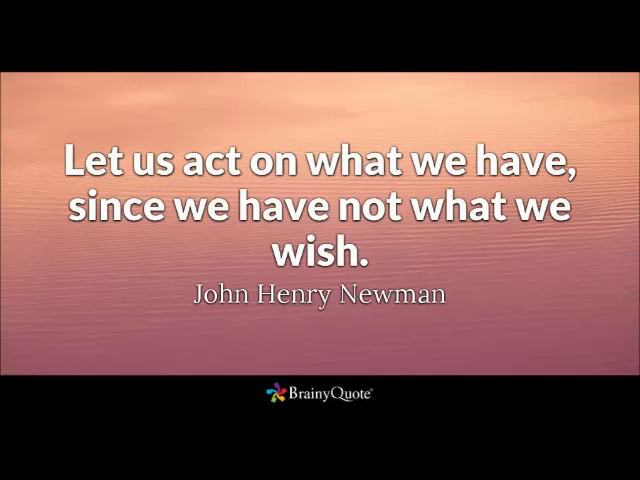 Let us act on what we have,
since we have not what we
wish.
John Henry Newman
BrainyQuote®